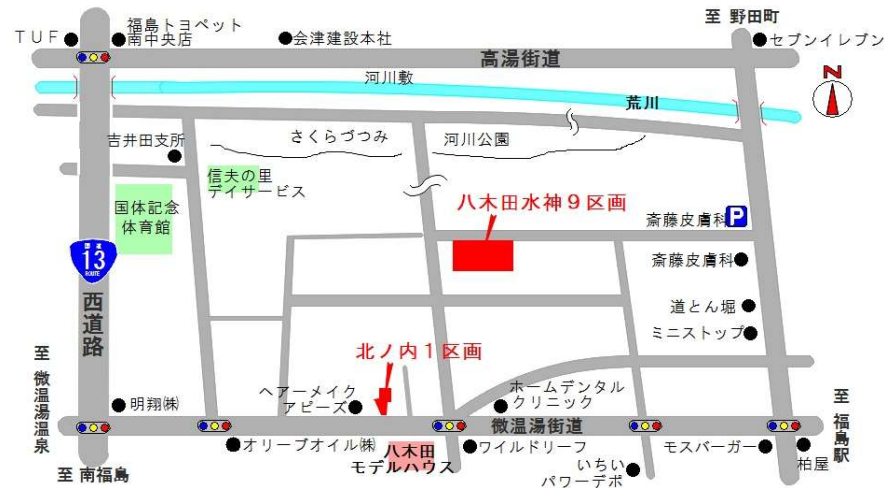 至 野田町
福島トヨペット
南中央店
TUF
会津建設本社
セブンイレブン
高湯街道
N
河川敷
荒川
さくらづつみ
河川公園
吉井田支所
信夫の里
デイサービス
国体記念
体育館
八木田水神9区画
斎藤皮膚科
P
斎藤皮膚科
国道
13
ROUTE
西道路
道とん堀
ミニストップ
北ノ内1区画
至 微温湯温泉
ヘアーメイク
アピーズ
ホームデンタル
クリニック
明翔㈱
微温湯街道
至 福島駅
オリーブオイル㈱
八木田
モデルハウス
ワイルドリーフ
モスバーガー
柏屋
いちい
パワーデポ
至 南福島